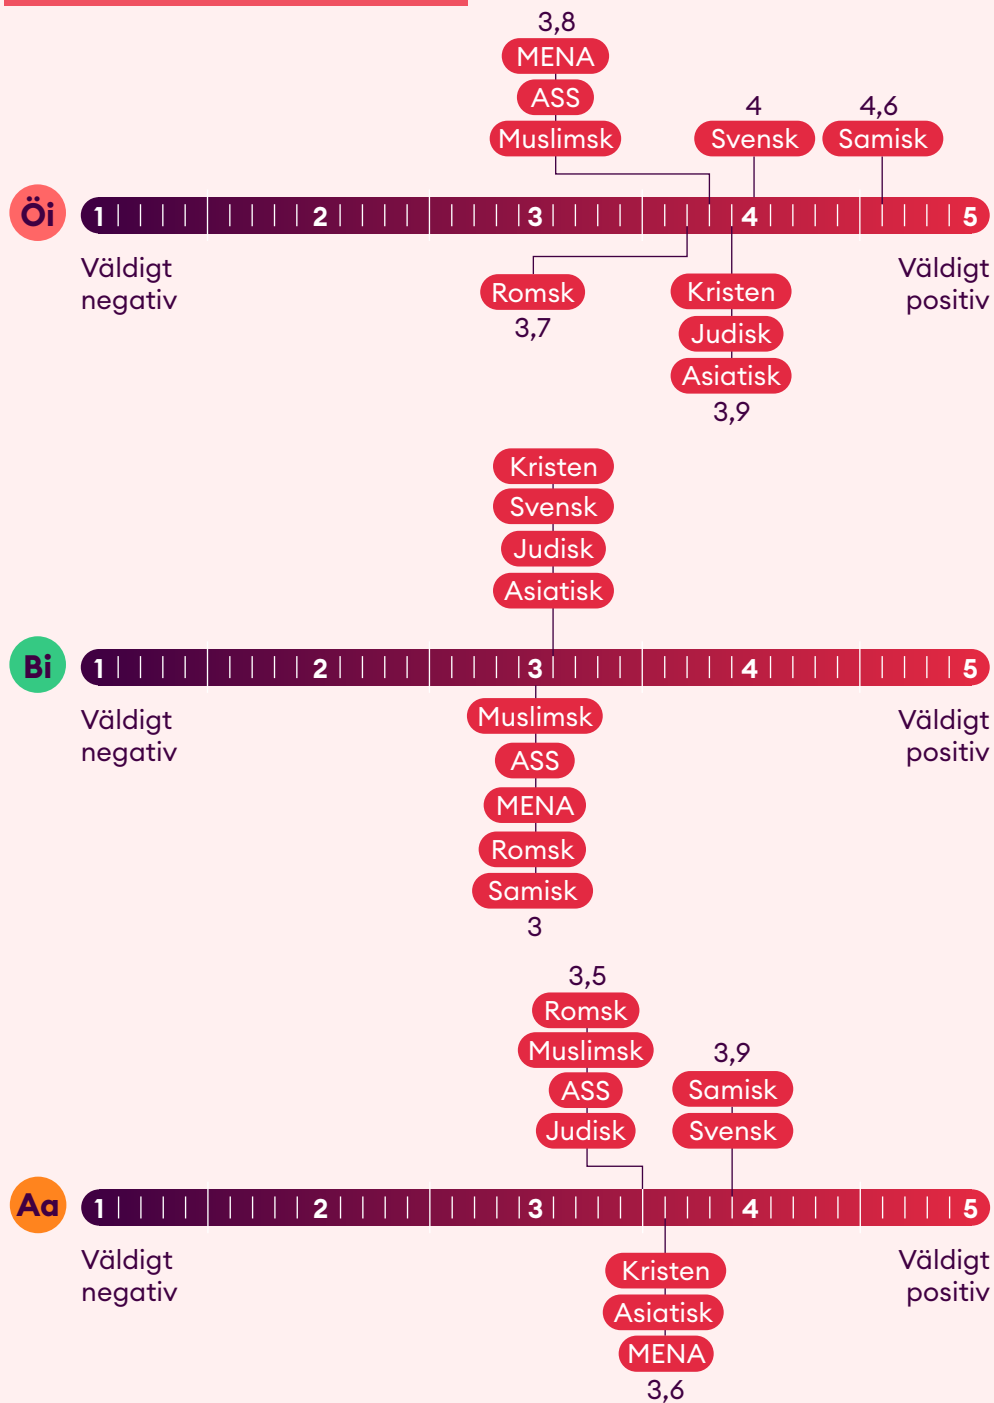 3,8
MENA
ASS
Muslimsk
4
Svensk
4,6
Samisk
Öi
1 2 3 4 5
Väldigt
negativ
Väldigt
positiv
Romsk
3,7
Kristen
Judisk
Asiatisk
3,9
Kristen
Svensk
Judisk
Asiatisk
Bi
1 2 3 4 5
Väldigt
negativ
Väldigt
positiv
Muslimsk
ASS
MENA
Romsk
Samisk
3
3,5
Romsk
Muslimsk
ASS
Judisk
3,9
Samisk
Svensk
Aa
1 2 3 4 5
Väldigt
negativ
Väldigt
positiv
Kristen
Asiatisk
MENA
3,6